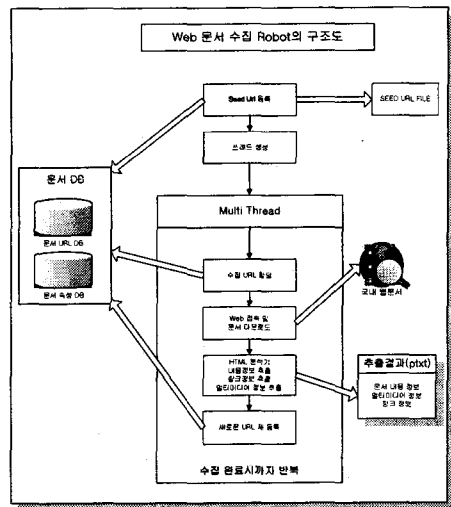 Web 문서 수집 Robot의 구조도
Seed Url 등록
SEED URL FILE
쓰레드 생성
문서 DB
문서 URL DB
문서 속성 DB
Multi Thread
수집 URL 할당
Web 접속 및
문서 다운로드
국내 웹문서
HTML 분석기
내용정보 추출
링크정보 추출
멀티미디어 정보 추출
추출결과(ptxt)
문서 내용 정보
멀티미디어 정보
링크 정보
새로운 URL 재 등록
수집 완료시까지 반복